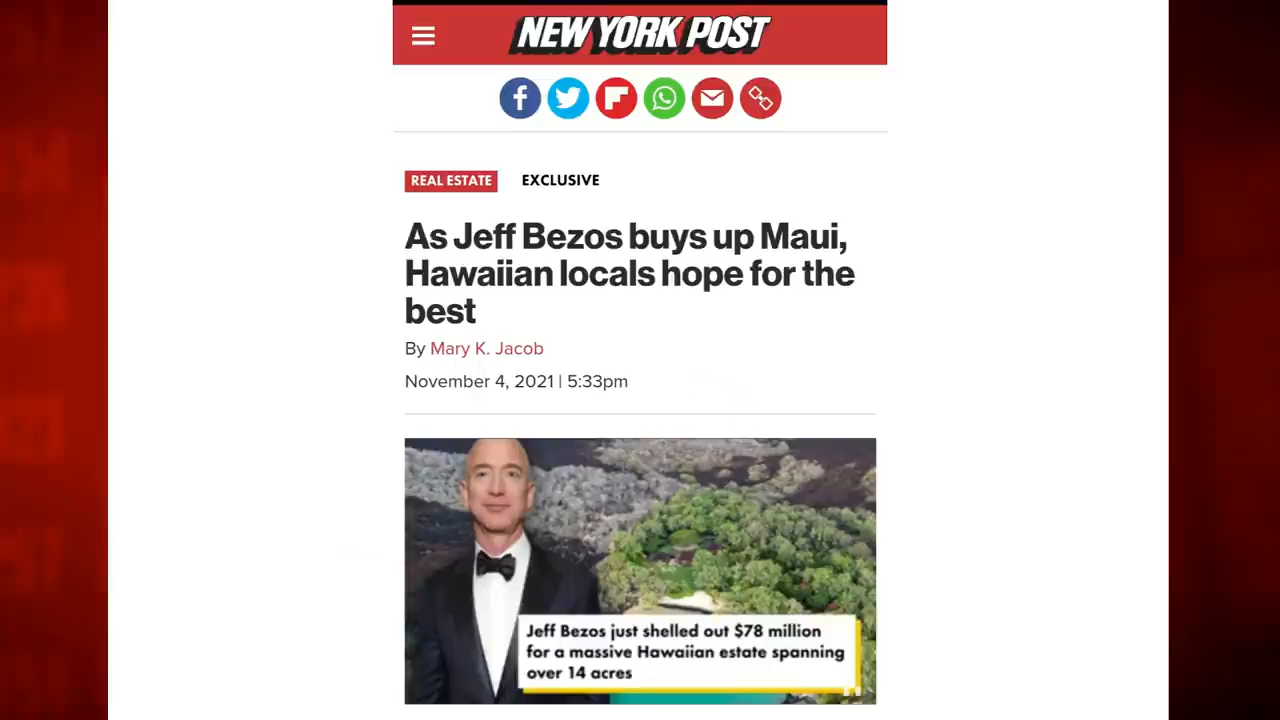 NEW YORK POST
REAL ESTATE EXCLUSIVE
As Jeff Bezos buys up Maui,
Hawaiian locals hope for the
best
By Mary K. Jacob
November 4, 2021 | 5:33pm
Jeff Bezos just shelled out $78 million
for a massive Hawaiian estate spanning
over 14 acres